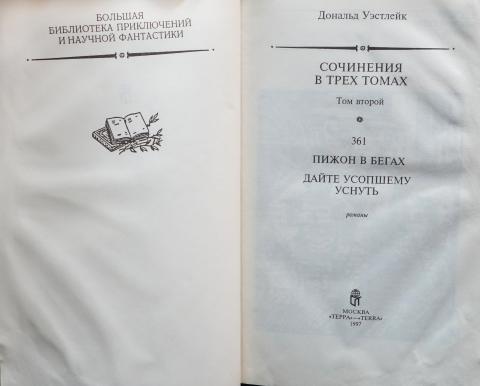 БОЛЬШАЯ
БИБЛИОТЕКА ПРИКЛЮЧЕНИЙ
И НАУЧНОЙ ФАНТАСТИКИ
Дональд Уэстлейк
СОЧИНЕНИЯ
В ТРЕХ ТОМАХ
Том второй
361
ПИЖОН В БЕГАХ
ДАЙТЕ УСОПШЕМУ
УСНУТЬ
романы
МОСКВА
«ТЕРРА»—«TERRA»
1997